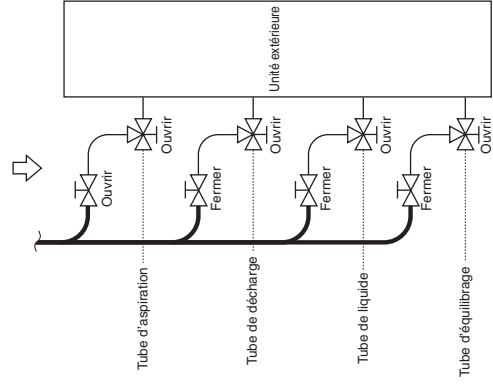 Unité extérieure
Ouvrir
Ouvrir
Ouvrir
Ouvrir
Ouvrir
Fermer
Fermer
Fermer
Tube d'aspiration
Tube de décharge
Tube de liquide
Tube d'équilibrage